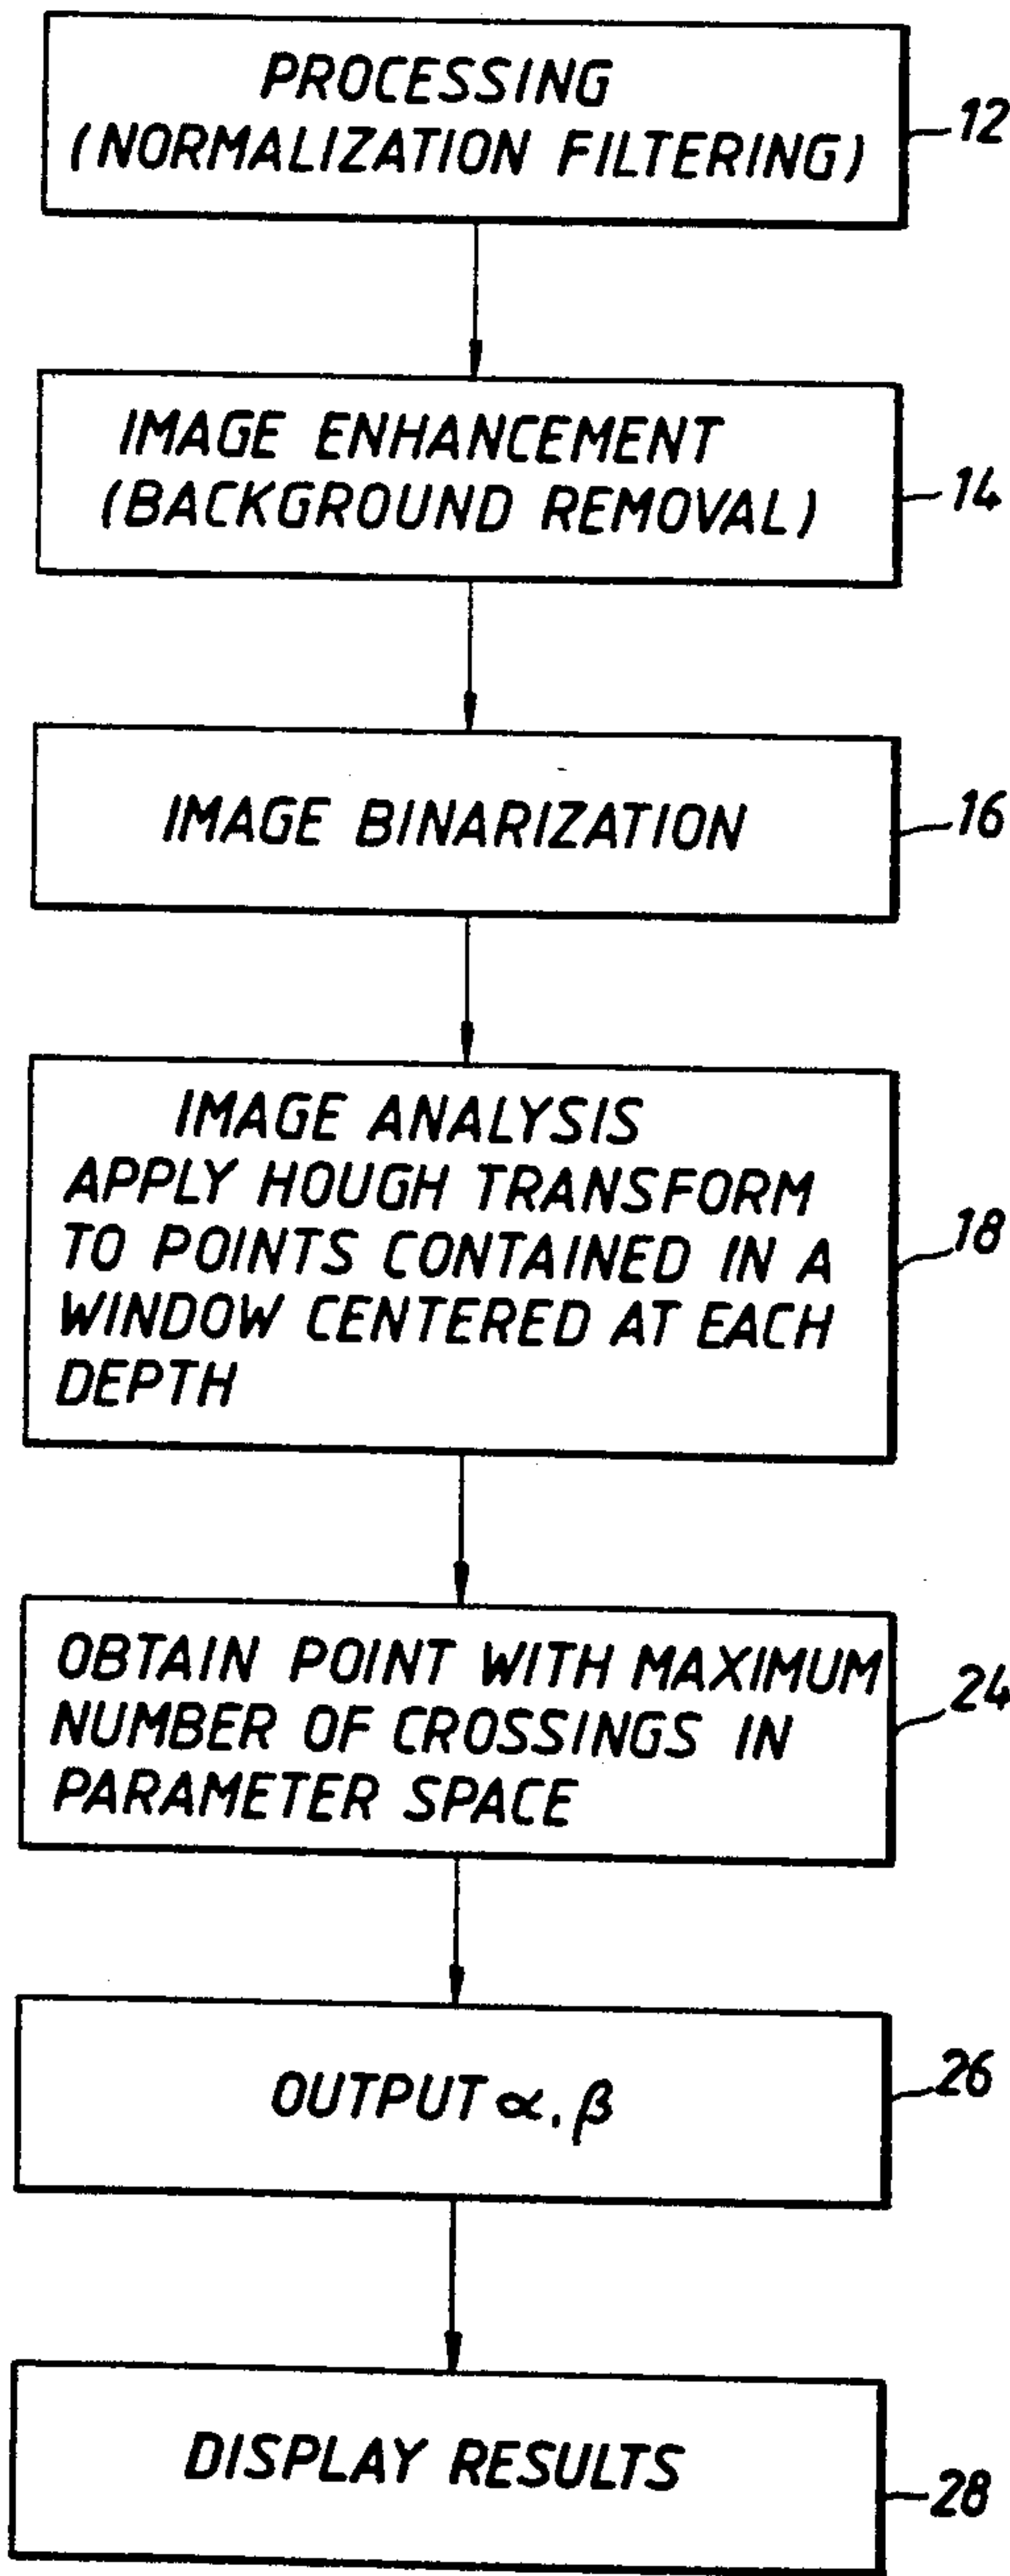 PROCESSING
(NORMALIZATION FILTERING)
12
IMAGE ENHANCEMENT
(BACKGROUND REMOVAL)
14
IMAGE BINARIZATION
16
IMAGE ANALYSIS
APPLY HOUGH TRANSFORM
TO POINTS CONTAINED IN A
WINDOW CENTERED AT EACH
DEPTH
18
OBTAIN POINT WITH MAXIMUM
NUMBER OF CROSSINGS IN
PARAMETER SPACE
24
OUTPUT α, β
26
DISPLAY RESULTS
28